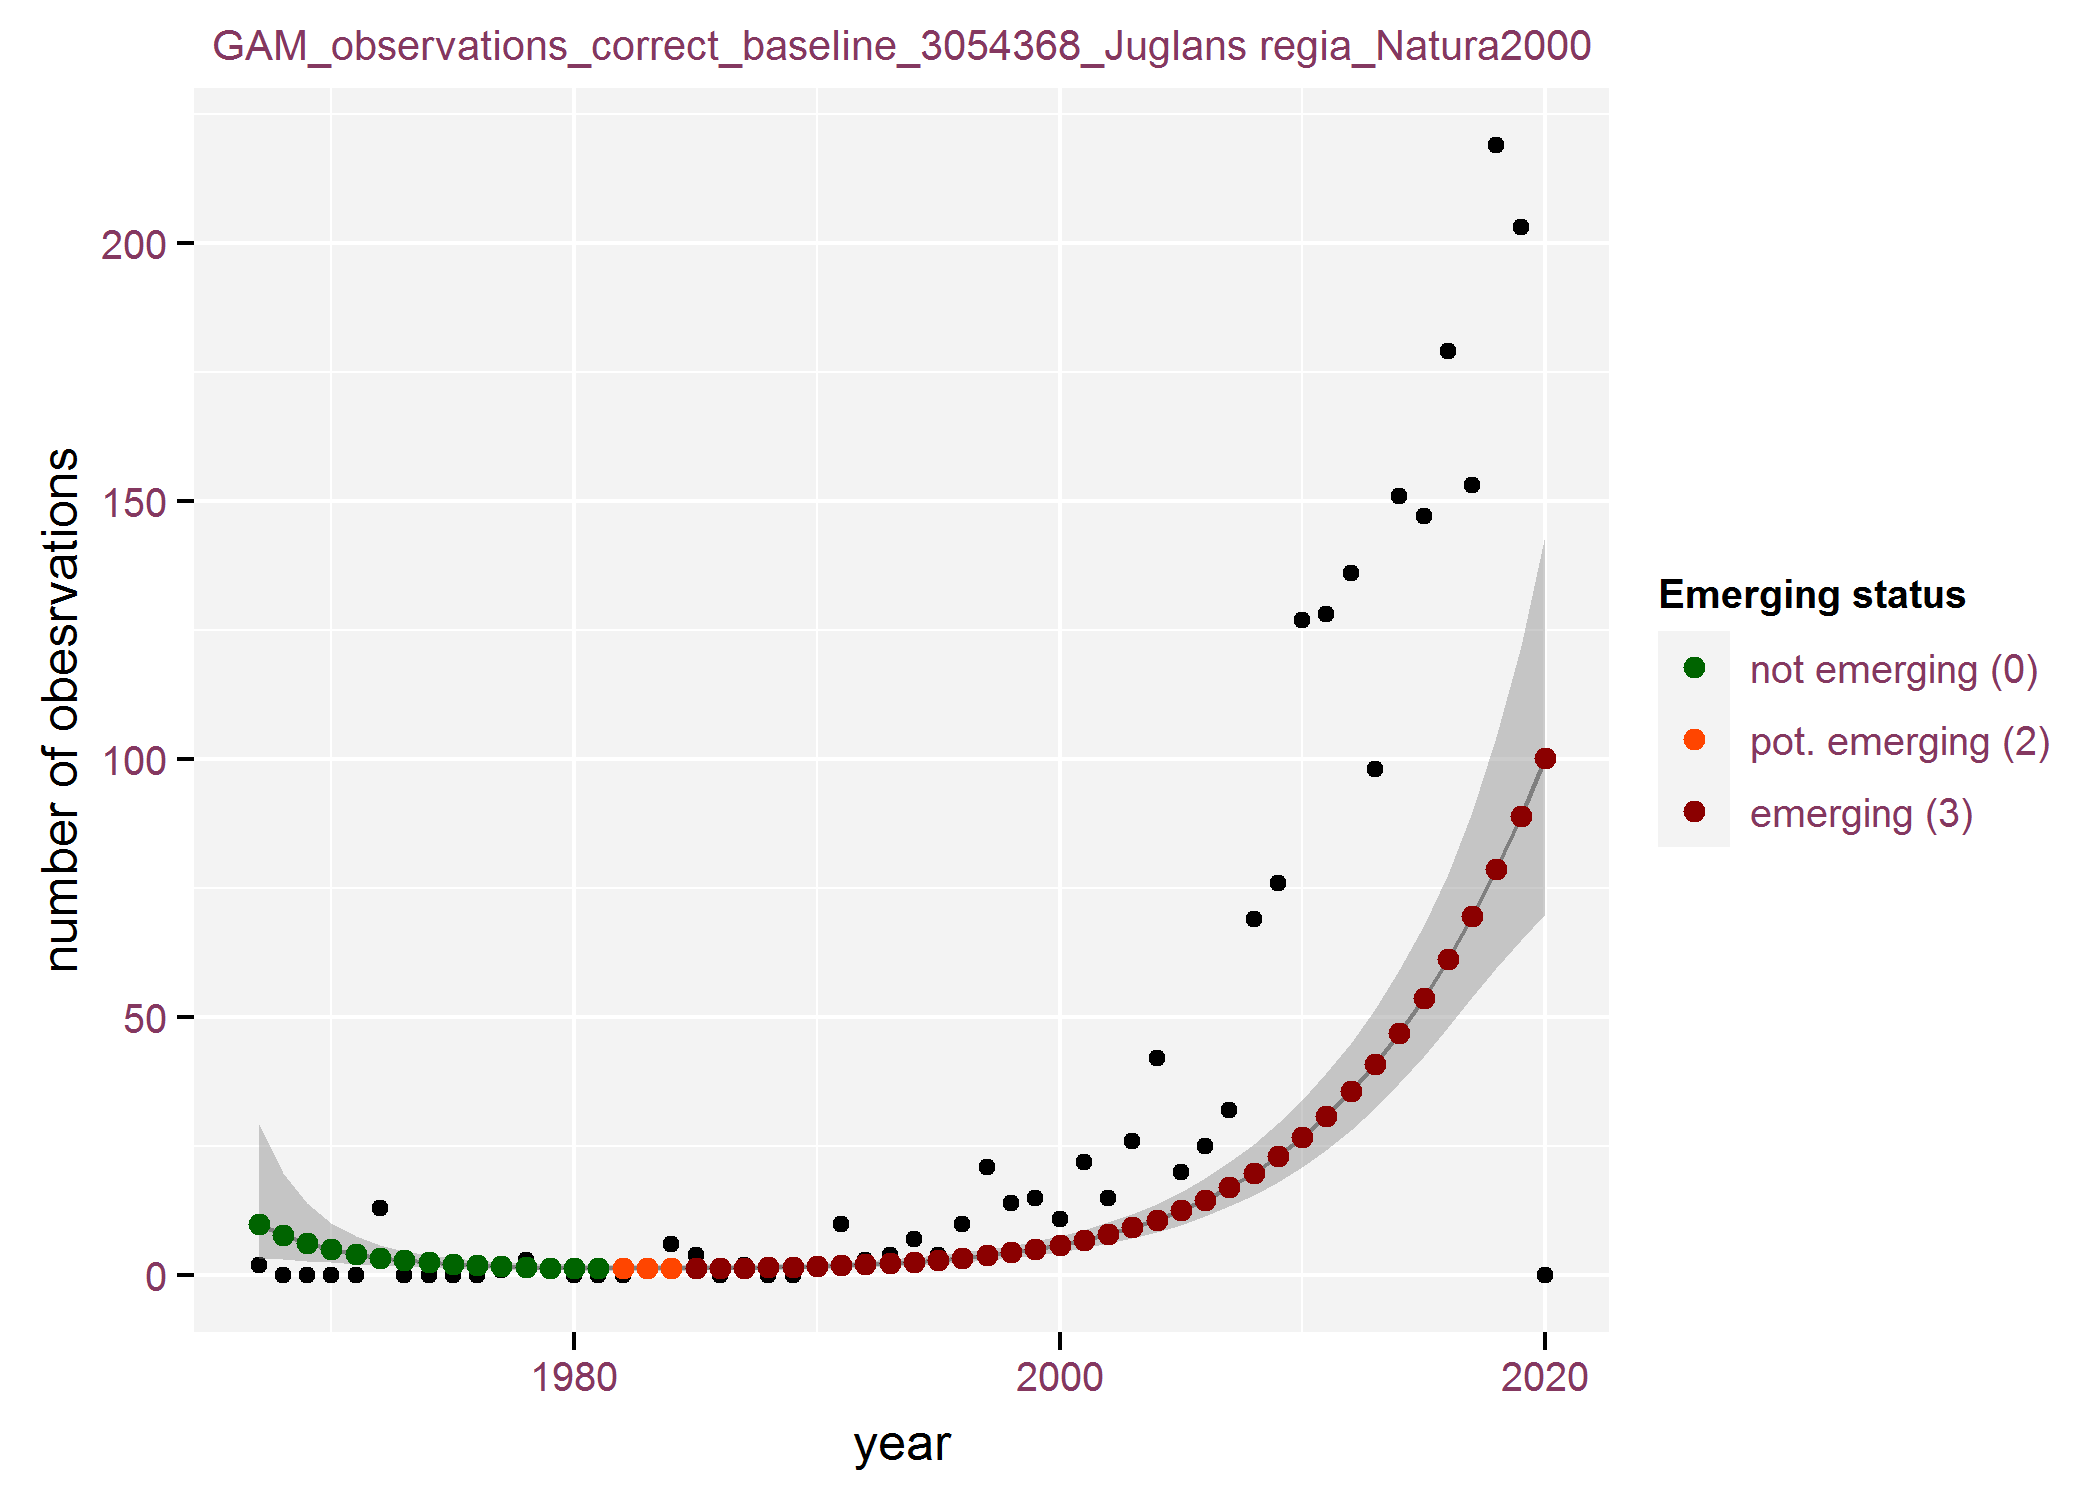 GAM_observations_correct_baseline_3054368_Juglans regia_Natura2000
number of obesrvations
200
150
100
50
0
1980
2000
2020
year
Emerging status
not emerging (0)
pot. emerging (2)
emerging (3)